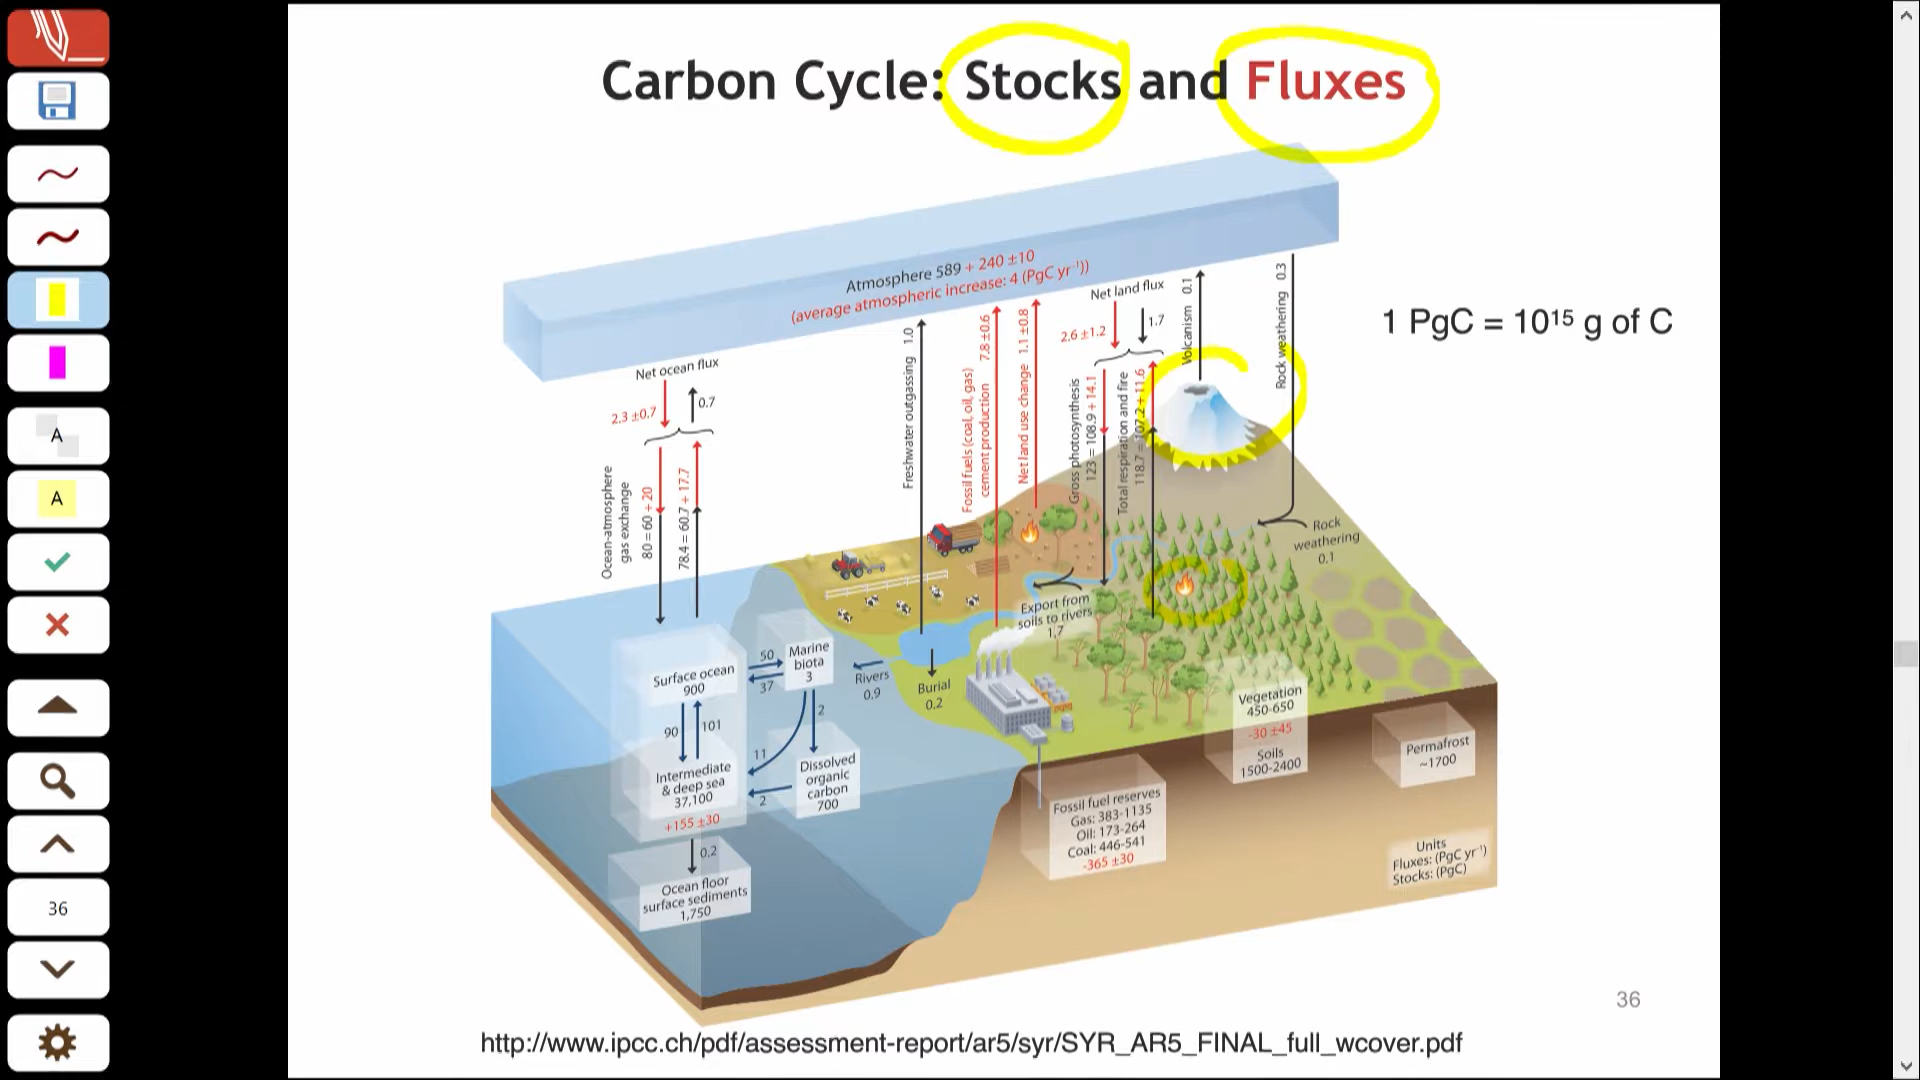 Carbon Cycle: Stocks and Fluxes
Atmosphere 589 + 240 ±10
(average atmospheric increase: 4 (PgC yr⁻¹))
1 PgC = 10¹⁵ g of C
Net ocean flux
2.3 ±0.7
0.7
Ocean-atmosphere
gas exchange
80 = 60 + 20
78.4 = 60.7 + 17.7
Freshwater outgassing 1.0
Fossil fuels (coal, oil, gas)
cement production 7.8 ±0.6
Net land use change 1.1 ±0.8
Net land flux
2.6 ±1.2
1.7
Gross photosynthesis
123 = 108.9 + 14.1
Total respiration and fire
118.7 = 107.2 + 11.6
Volcanism 0.1
Rock weathering 0.3
Rock
weathering
0.1
Export from
soils to rivers
1.7
Surface ocean
900
50
37
Marine
biota
3
Rivers
0.9
Burial
0.2
90
101
2
11
2
Intermediate
& deep sea
37,100
+155 ±30
Dissolved
organic
carbon
700
0.2
Ocean floor
surface sediments
1,750
Fossil fuel reserves
Gas: 383-1135
Oil: 173-264
Coal: 446-541
-365 ±30
Vegetation
450-650
-30 ±45
Soils
1500-2400
Permafrost
~1700
Units
Fluxes: (PgC yr⁻¹)
Stocks: (PgC)
36
http://www.ipcc.ch/pdf/assessment-report/ar5/syr/SYR_AR5_FINAL_full_wcover.pdf
A
A
36